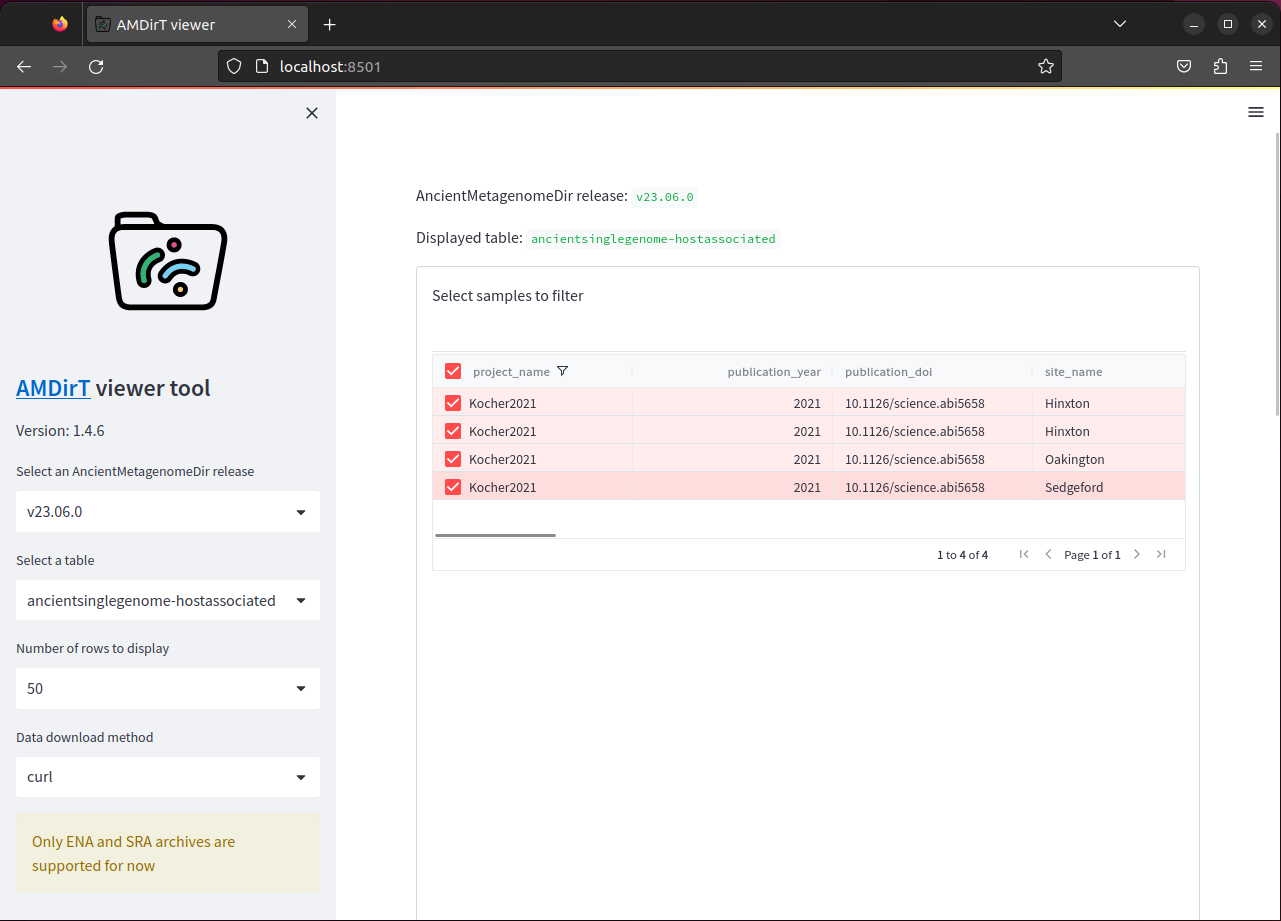 AMDirT viewer
localhost:8501
AMDirT viewer tool
Version: 1.4.6
Select an AncientMetagenomeDir release
v23.06.0
Select a table
ancientsinglegenome-hostassociated
Number of rows to display
50
Data download method
curl
Only ENA and SRA archives are
supported for now
AncientMetagenomeDir release: v23.06.0
Displayed table: ancientsinglegenome-hostassociated
Select samples to filter
project_name publication_year publication_doi site_name
Kocher2021 2021 10.1126/science.abi5658 Hinxton
Kocher2021 2021 10.1126/science.abi5658 Hinxton
Kocher2021 2021 10.1126/science.abi5658 Oakington
Kocher2021 2021 10.1126/science.abi5658 Sedgeford
1 to 4 of 4 Page 1 of 1